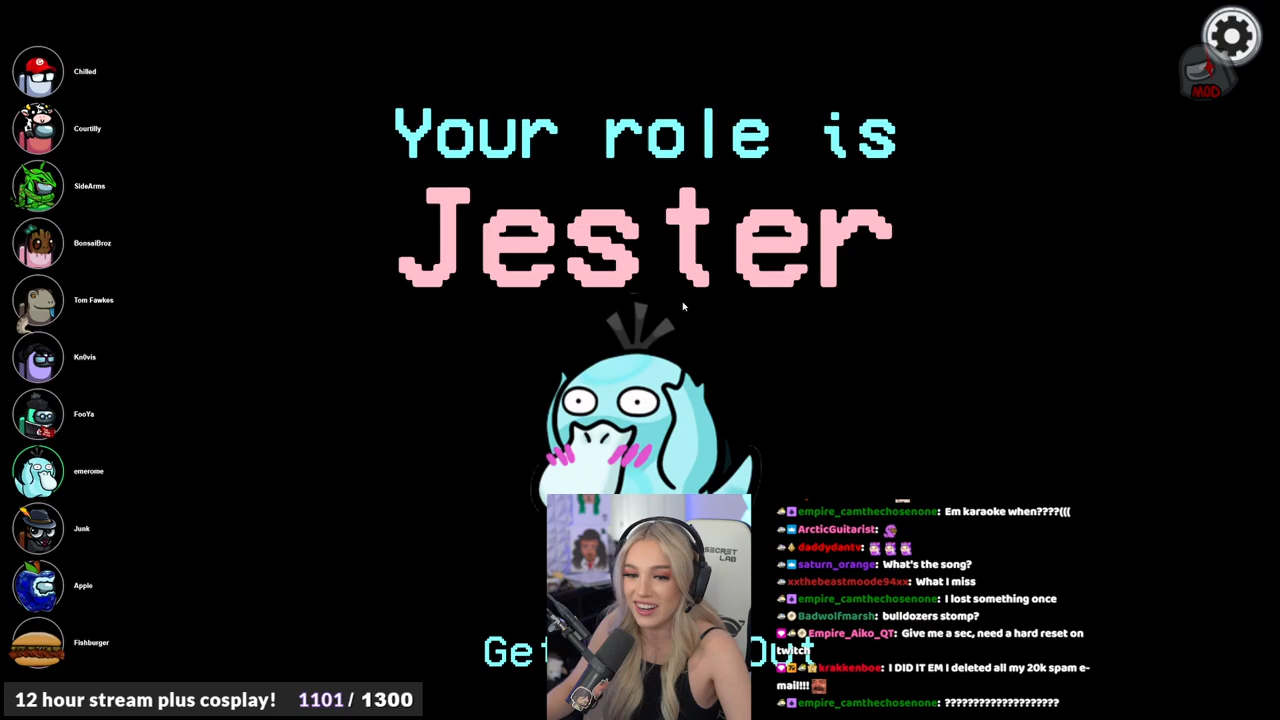 MOD
Your role is
Jester
Chilled
Courtilly
SideArms
BonsaiBroz
Tom Fawkes
Kn0vis
FooYa
emerome
Junk
Apple
Fishburger
SECRET
LAB
empire_camthechosenone: Em karaoke when????(((
ArcticGuitarist:
daddydantv:
saturn_orange: What's the song?
xxthebeastmoode94xx: What I miss
empire_camthechosenone: I lost something once
Badwolfmarsh: bulldozers stomp?
Empire_Aiko_QT: Give me a sec, need a hard reset on
twitch
krakkenboe: I DID IT EM I deleted all my 20k spam e-
mail!!!
empire_camthechosenone: ????????????????????
12 hour stream plus cosplay! 1101 / 1300